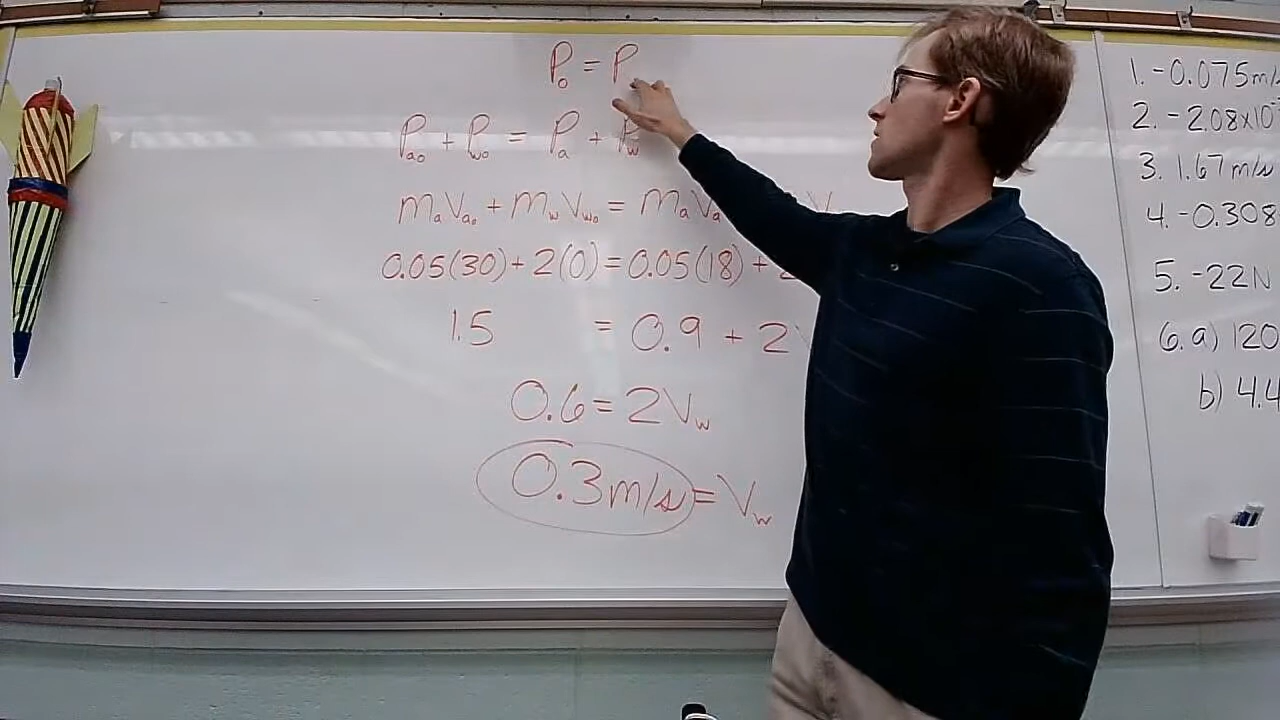 P₀ = P
Pₐ₀ + P_w₀ = Pₐ + P_w
mₐVₐ₀ + m_wV_w₀ = mₐVₐ V
0.05(30) + 2(0) = 0.05(18) +
1.5 = 0.9 + 2
0.6 = 2V_w
0.3 m/s = V_w
1. -0.075 m/
2. -2.08x10
3. 1.67 m/s
4. -0.308
5. -22N
6. a) 120
b) 4.4